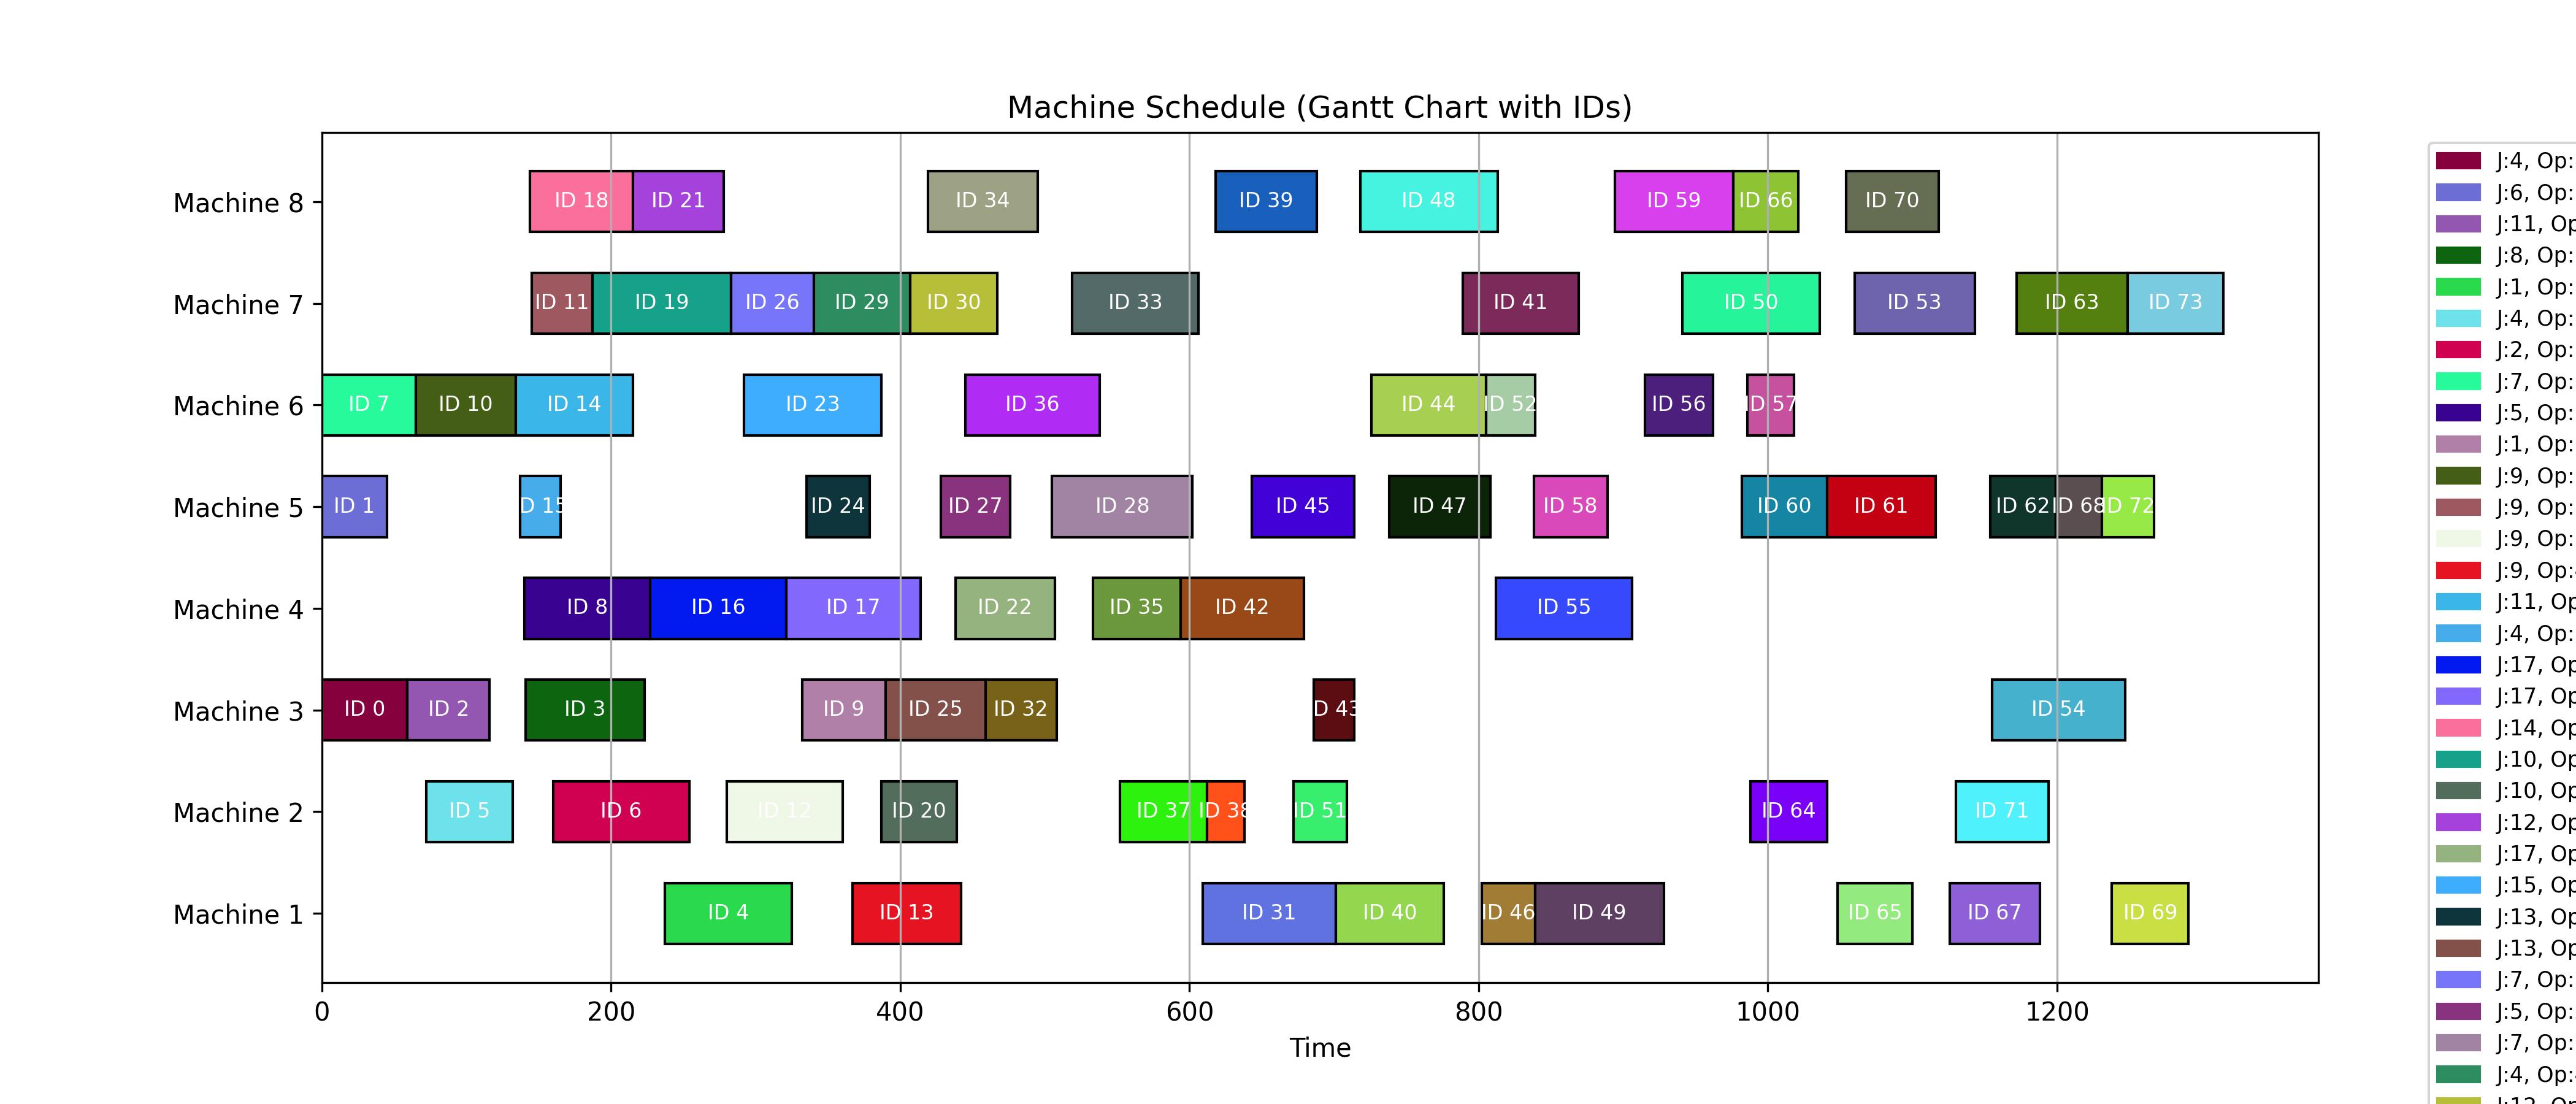 Machine Schedule (Gantt Chart with IDs)
Machine 8
ID 18 ID 21 ID 34 ID 39 ID 48 ID 59 ID 66 ID 70
Machine 7
ID 11 ID 19 ID 26 ID 29 ID 30 ID 33 ID 41 ID 50 ID 53 ID 63 ID 73
Machine 6
ID 7 ID 10 ID 14 ID 23 ID 36 ID 44 ID 52 ID 56 ID 57
Machine 5
ID 1 ID 15 ID 24 ID 27 ID 28 ID 45 ID 47 ID 58 ID 60 ID 61 ID 62 ID 68 ID 72
Machine 4
ID 8 ID 16 ID 17 ID 22 ID 35 ID 42 ID 55
Machine 3
ID 0 ID 2 ID 3 ID 9 ID 25 ID 32 ID 43 ID 54
Machine 2
ID 5 ID 6 ID 12 ID 20 ID 37 ID 38 ID 51 ID 64 ID 71
Machine 1
ID 4 ID 13 ID 31 ID 40 ID 46 ID 49 ID 65 ID 67 ID 69
0 200 400 600 800 1000 1200
Time
J:4, Op:
J:6, Op:
J:11, Op
J:8, Op:
J:1, Op:
J:4, Op:
J:2, Op:
J:7, Op:
J:5, Op:
J:1, Op:
J:9, Op:
J:9, Op:
J:9, Op:
J:9, Op:
J:11, Op
J:4, Op:
J:17, Op
J:17, Op
J:14, Op
J:10, Op
J:10, Op
J:12, Op
J:17, Op
J:15, Op
J:13, Op
J:13, Op
J:7, Op:
J:5, Op:
J:7, Op:
J:4, Op: